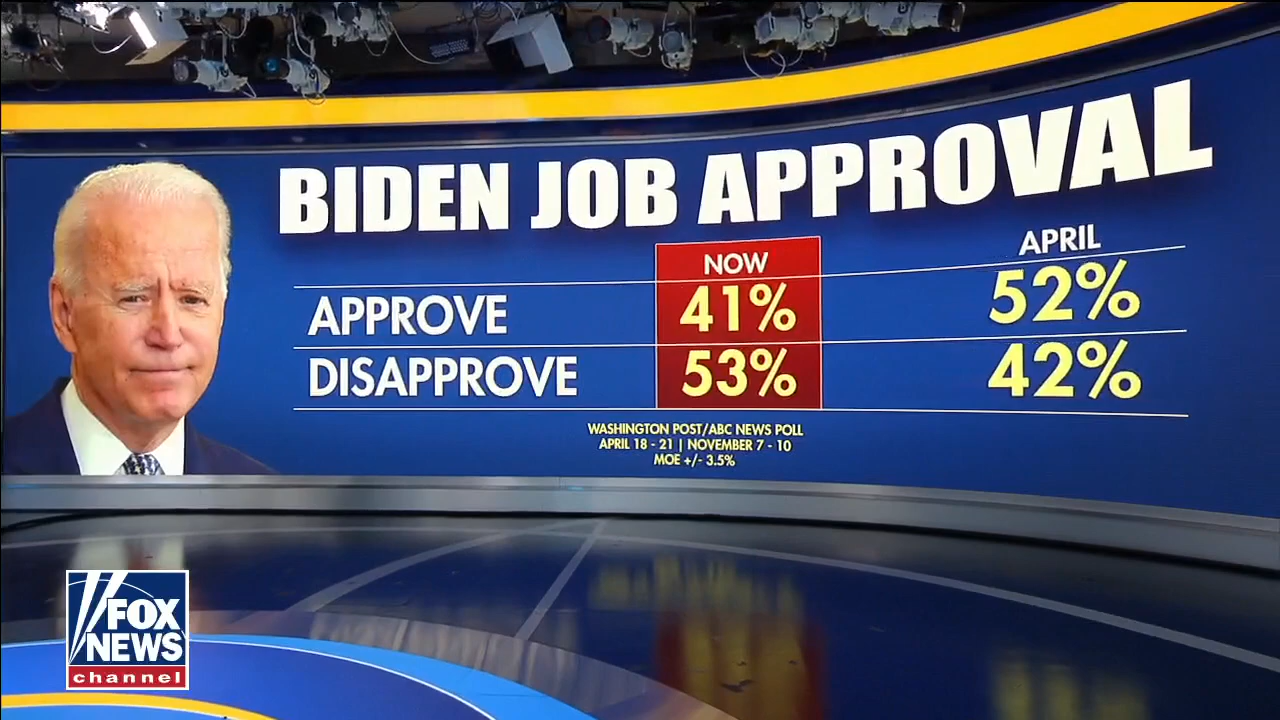 BIDEN JOB APPROVAL
NOW APRIL
APPROVE 41% 52%
DISAPPROVE 53% 42%
WASHINGTON POST/ABC NEWS POLL
APRIL 18 - 21 | NOVEMBER 7 - 10
MOE +/- 3.5%
FOX
NEWS
channel